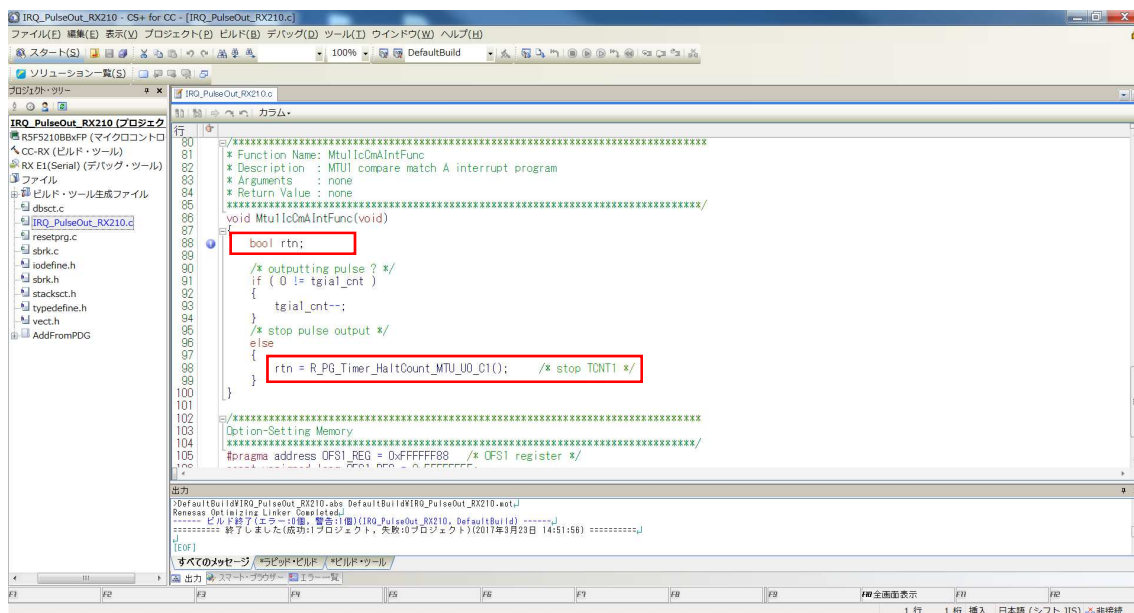 IRQ_PulseOut_RX210 - CS+ for CC - [IRQ_PulseOut_RX210.c]
ファイル(F) 編集(E) 表示(V) プロジェクト(P) ビルド(B) デバッグ(D) ツール(T) ウインドウ(W) ヘルプ(H)
スタート(S) 100% DefaultBuild
ソリューション一覧(S)
プロジェクト・ツリー
IRQ_PulseOut_RX210.c
カラム
行
IRQ_PulseOut_RX210 (プロジェク
R5F5210BBxFP (マイクロコントロ
CC-RX (ビルド・ツール)
RX E1(Serial) (デバッグ・ツール)
ファイル
ビルド・ツール生成ファイル
dbsct.c
IRQ_PulseOut_RX210.c
resetprg.c
sbrk.c
iodefine.h
sbrk.h
stacksct.h
typedefine.h
vect.h
AddFromPDG
80 /******************************************************************************
81 * Function Name: Mtu1IcCmAIntFunc
82 * Description : MTU1 compare match A interrupt program
83 * Arguments : none
84 * Return Value : none
85 ******************************************************************************/
86 void Mtu1IcCmAIntFunc(void)
87 {
88 bool rtn;
89
90 /* outputting pulse ? */
91 if ( 0 != tgia1_cnt )
92 {
93 tgia1_cnt--;
94 }
95 /* stop pulse output */
96 else
97 {
98 rtn = R_PG_Timer_HaltCount_MTU_U0_C1(); /* stop TCNT1 */
99 }
100 }
101
102 /******************************************************************************
103 Option-Setting Memory
104 ******************************************************************************/
105 #pragma address OFS1_REG = 0xFFFFFF88 /* OFS1 register */
出力
>DefaultBuild¥IRQ_PulseOut_RX210.abs DefaultBuild¥IRQ_PulseOut_RX210.mot↓
Renesas Optimizing Linker Completed↓
------ ビルド終了(エラー:0個, 警告:1個)(IRQ_PulseOut_RX210, DefaultBuild) ------↓
========== 終了しました(成功:1プロジェクト, 失敗:0プロジェクト)(2017年3月23日 14:51:56) ==========↓
↓
[EOF]
すべてのメッセージ *ラピッド・ビルド *ビルド・ツール
出力 スマート・ブラウザー エラー一覧
F1 F2 F3 F4 F5 F6 F7 F8 F9 F10 全画面表示 F11 F12
1 行 1 桁 挿入 日本語 (シフト JIS) 非接続